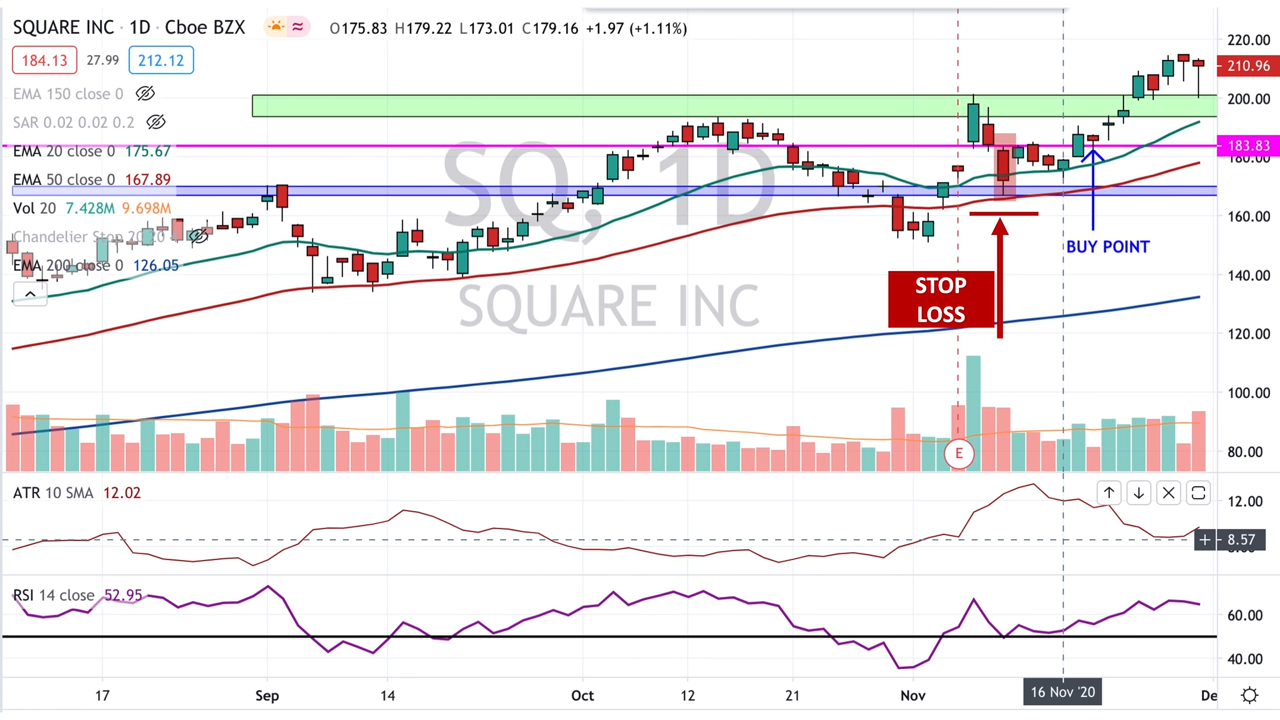 SQUARE INC · 1D · Cboe BZX O175.83 H179.22 L173.01 C179.16 +1.97 (+1.11%)
184.13 27.99 212.12
EMA 150 close 0
SAR 0.02 0.02 0.2
EMA 20 close 0 175.67
EMA 50 close 0 167.89
Vol 20 7.428M 9.698M
EMA 200 close 0 126.05
SQ, 1D
SQUARE INC
STOP
LOSS
BUY POINT
E
220.00
210.96
200.00
183.83
180.00
160.00
140.00
120.00
100.00
80.00
ATR 10 SMA 12.02
12.00
8.57
RSI 14 close 52.95
60.00
40.00
17 Sep 14 Oct 12 21 Nov 16 Nov '20 De